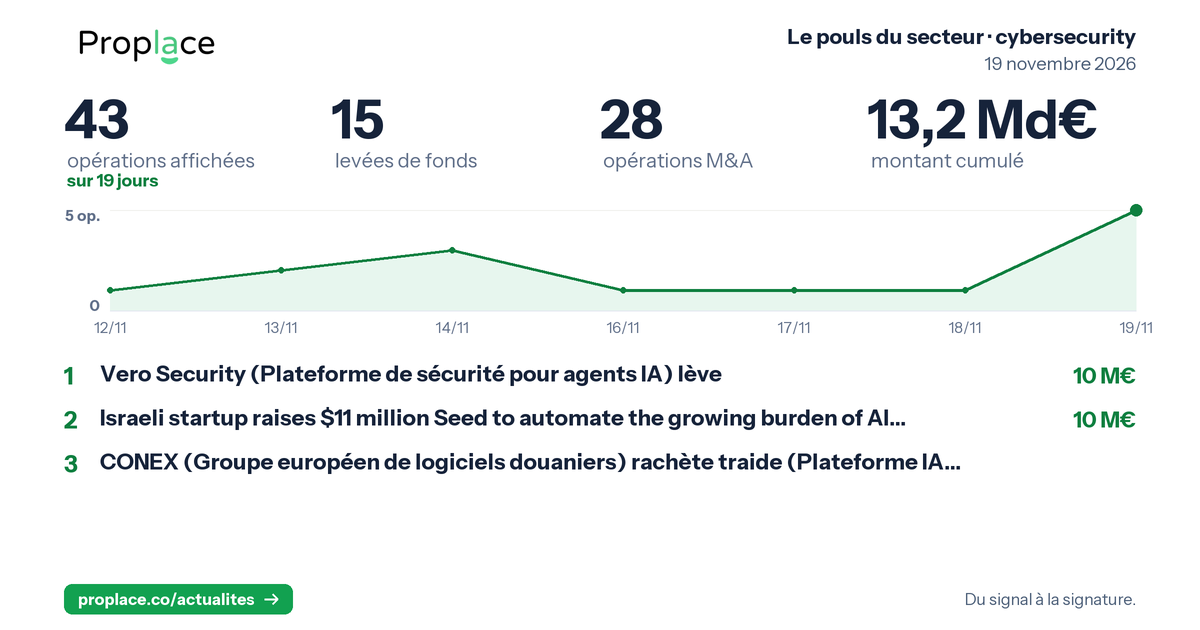 Proplace
Le pouls du secteur · cybersecurity
19 novembre 2026
43
opérations affichées
sur 19 jours
15
levées de fonds
28
opérations M&A
13,2 Md€
montant cumulé
5 op.
0
12/11
13/11
14/11
16/11
17/11
18/11
19/11
1 Vero Security (Plateforme de sécurité pour agents IA) lève 10 M€
2 Israeli startup raises $11 million Seed to automate the growing burden of AI... 10 M€
3 CONEX (Groupe européen de logiciels douaniers) rachète traide (Plateforme IA...
proplace.co/actualites →
Du signal à la signature.